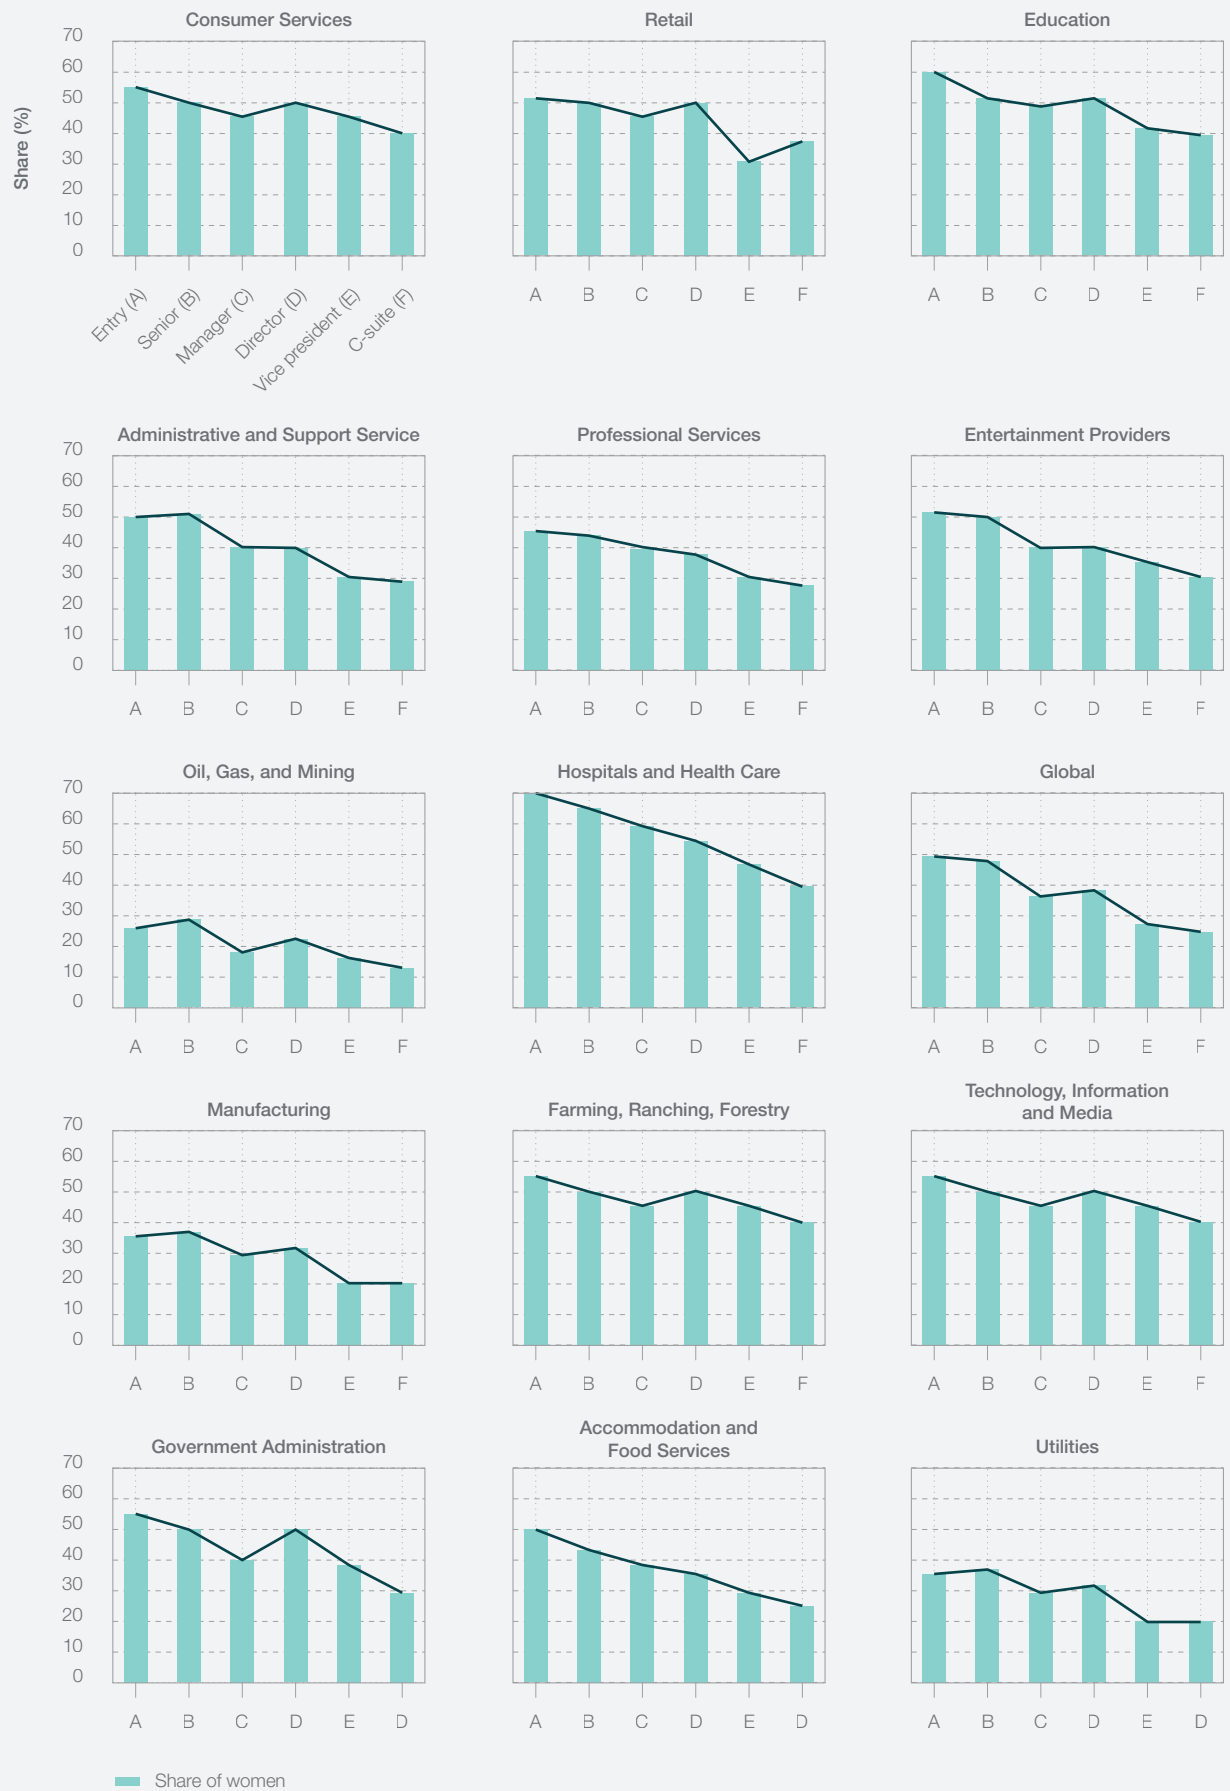 Consumer Services
Retail
Education
Share (%)
70
60
50
40
30
20
10
0
Entry (A)
Senior (B)
Manager (C)
Director (D)
Vice president (E)
C-suite (F)
A B C D E F
A B C D E F
Administrative and Support Service
Professional Services
Entertainment Providers
70
60
50
40
30
20
10
0
A B C D E F
A B C D E F
A B C D E F
Oil, Gas, and Mining
Hospitals and Health Care
Global
70
60
50
40
30
20
10
0
A B C D E F
A B C D E F
A B C D E F
Manufacturing
Farming, Ranching, Forestry
Technology, Information
and Media
70
60
50
40
30
20
10
0
A B C D E F
A B C D E F
A B C D E F
Government Administration
Accommodation and
Food Services
Utilities
70
60
50
40
30
20
10
0
A B C D E D
A B C D E D
A B C D E D
Share of women